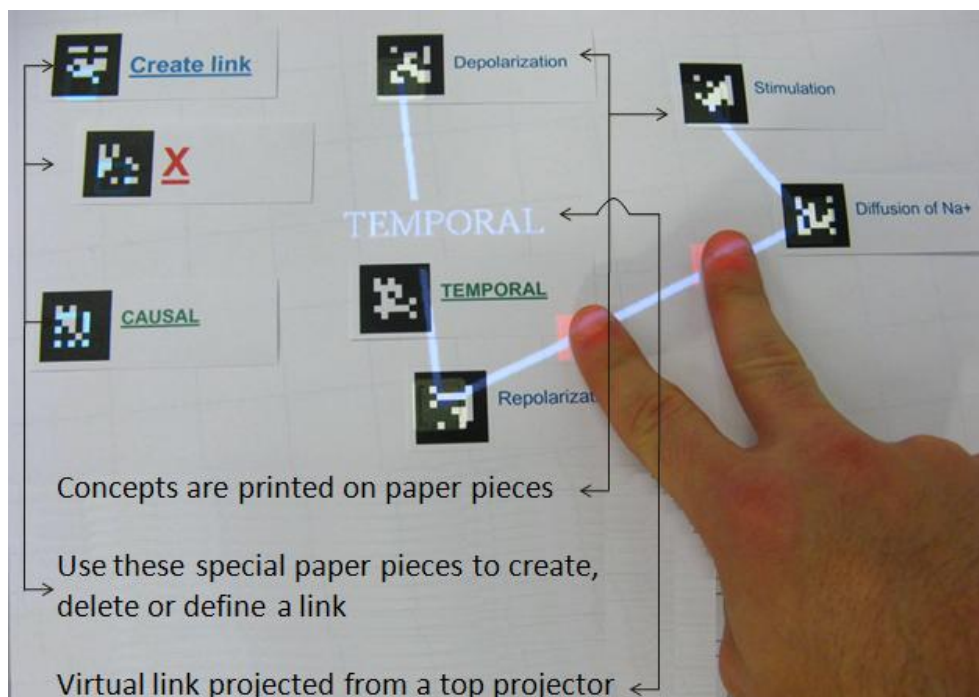 Create link
Depolarization
Stimulation
X
Diffusion of Na+
TEMPORAL
TEMPORAL
CAUSAL
Repolarizat
Concepts are printed on paper pieces
Use these special paper pieces to create,
delete or define a link
Virtual link projected from a top projector